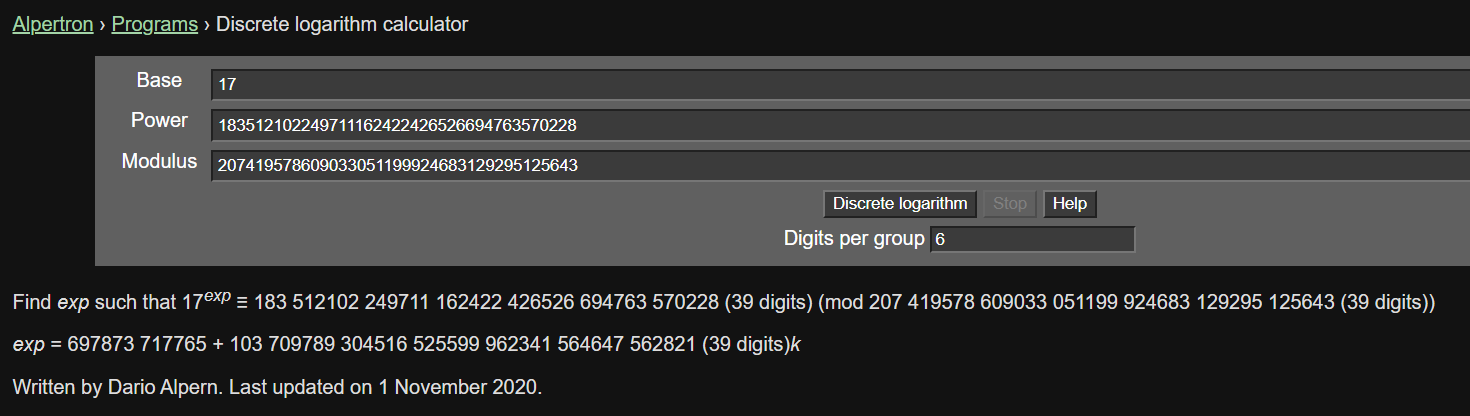 Alpertron › Programs › Discrete logarithm calculator
Base 17
Power 183512102249711162422426526694763570228
Modulus 207419578609033051199924683129295125643
Discrete logarithm Stop Help
Digits per group 6
Find exp such that 17^exp ≡ 183 512102 249711 162422 426526 694763 570228 (39 digits) (mod 207 419578 609033 051199 924683 129295 125643 (39 digits))
exp = 697873 717765 + 103 709789 304516 525599 962341 564647 562821 (39 digits)k
Written by Dario Alpern. Last updated on 1 November 2020.